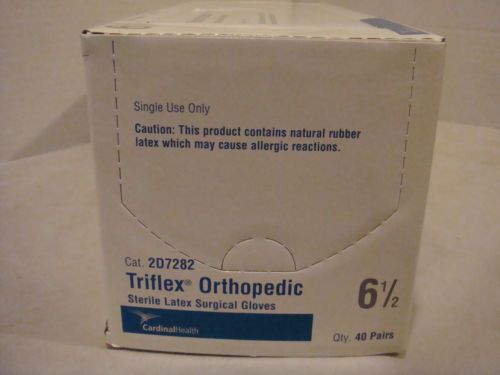 Single Use Only
Caution: This product contains natural rubber
latex which may cause allergic reactions.
Cat. 2D7282
Triflex® Orthopedic
Sterile Latex Surgical Gloves
6½
CardinalHealth
Qty. 40 Pairs